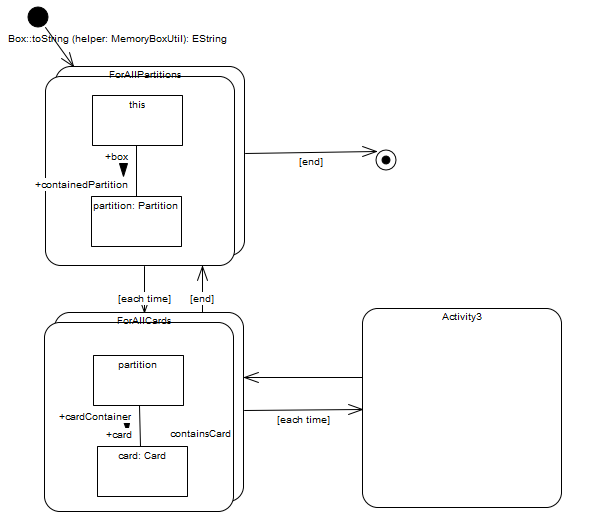 Box::toString (helper: MemoryBoxUtil): EString
ForAllPartitions
this
+box
[end]
+containedPartition
partition: Partition
[each time]
[end]
ForAllCards
Activity3
partition
+cardContainer
[each time]
+card
containsCard
card: Card